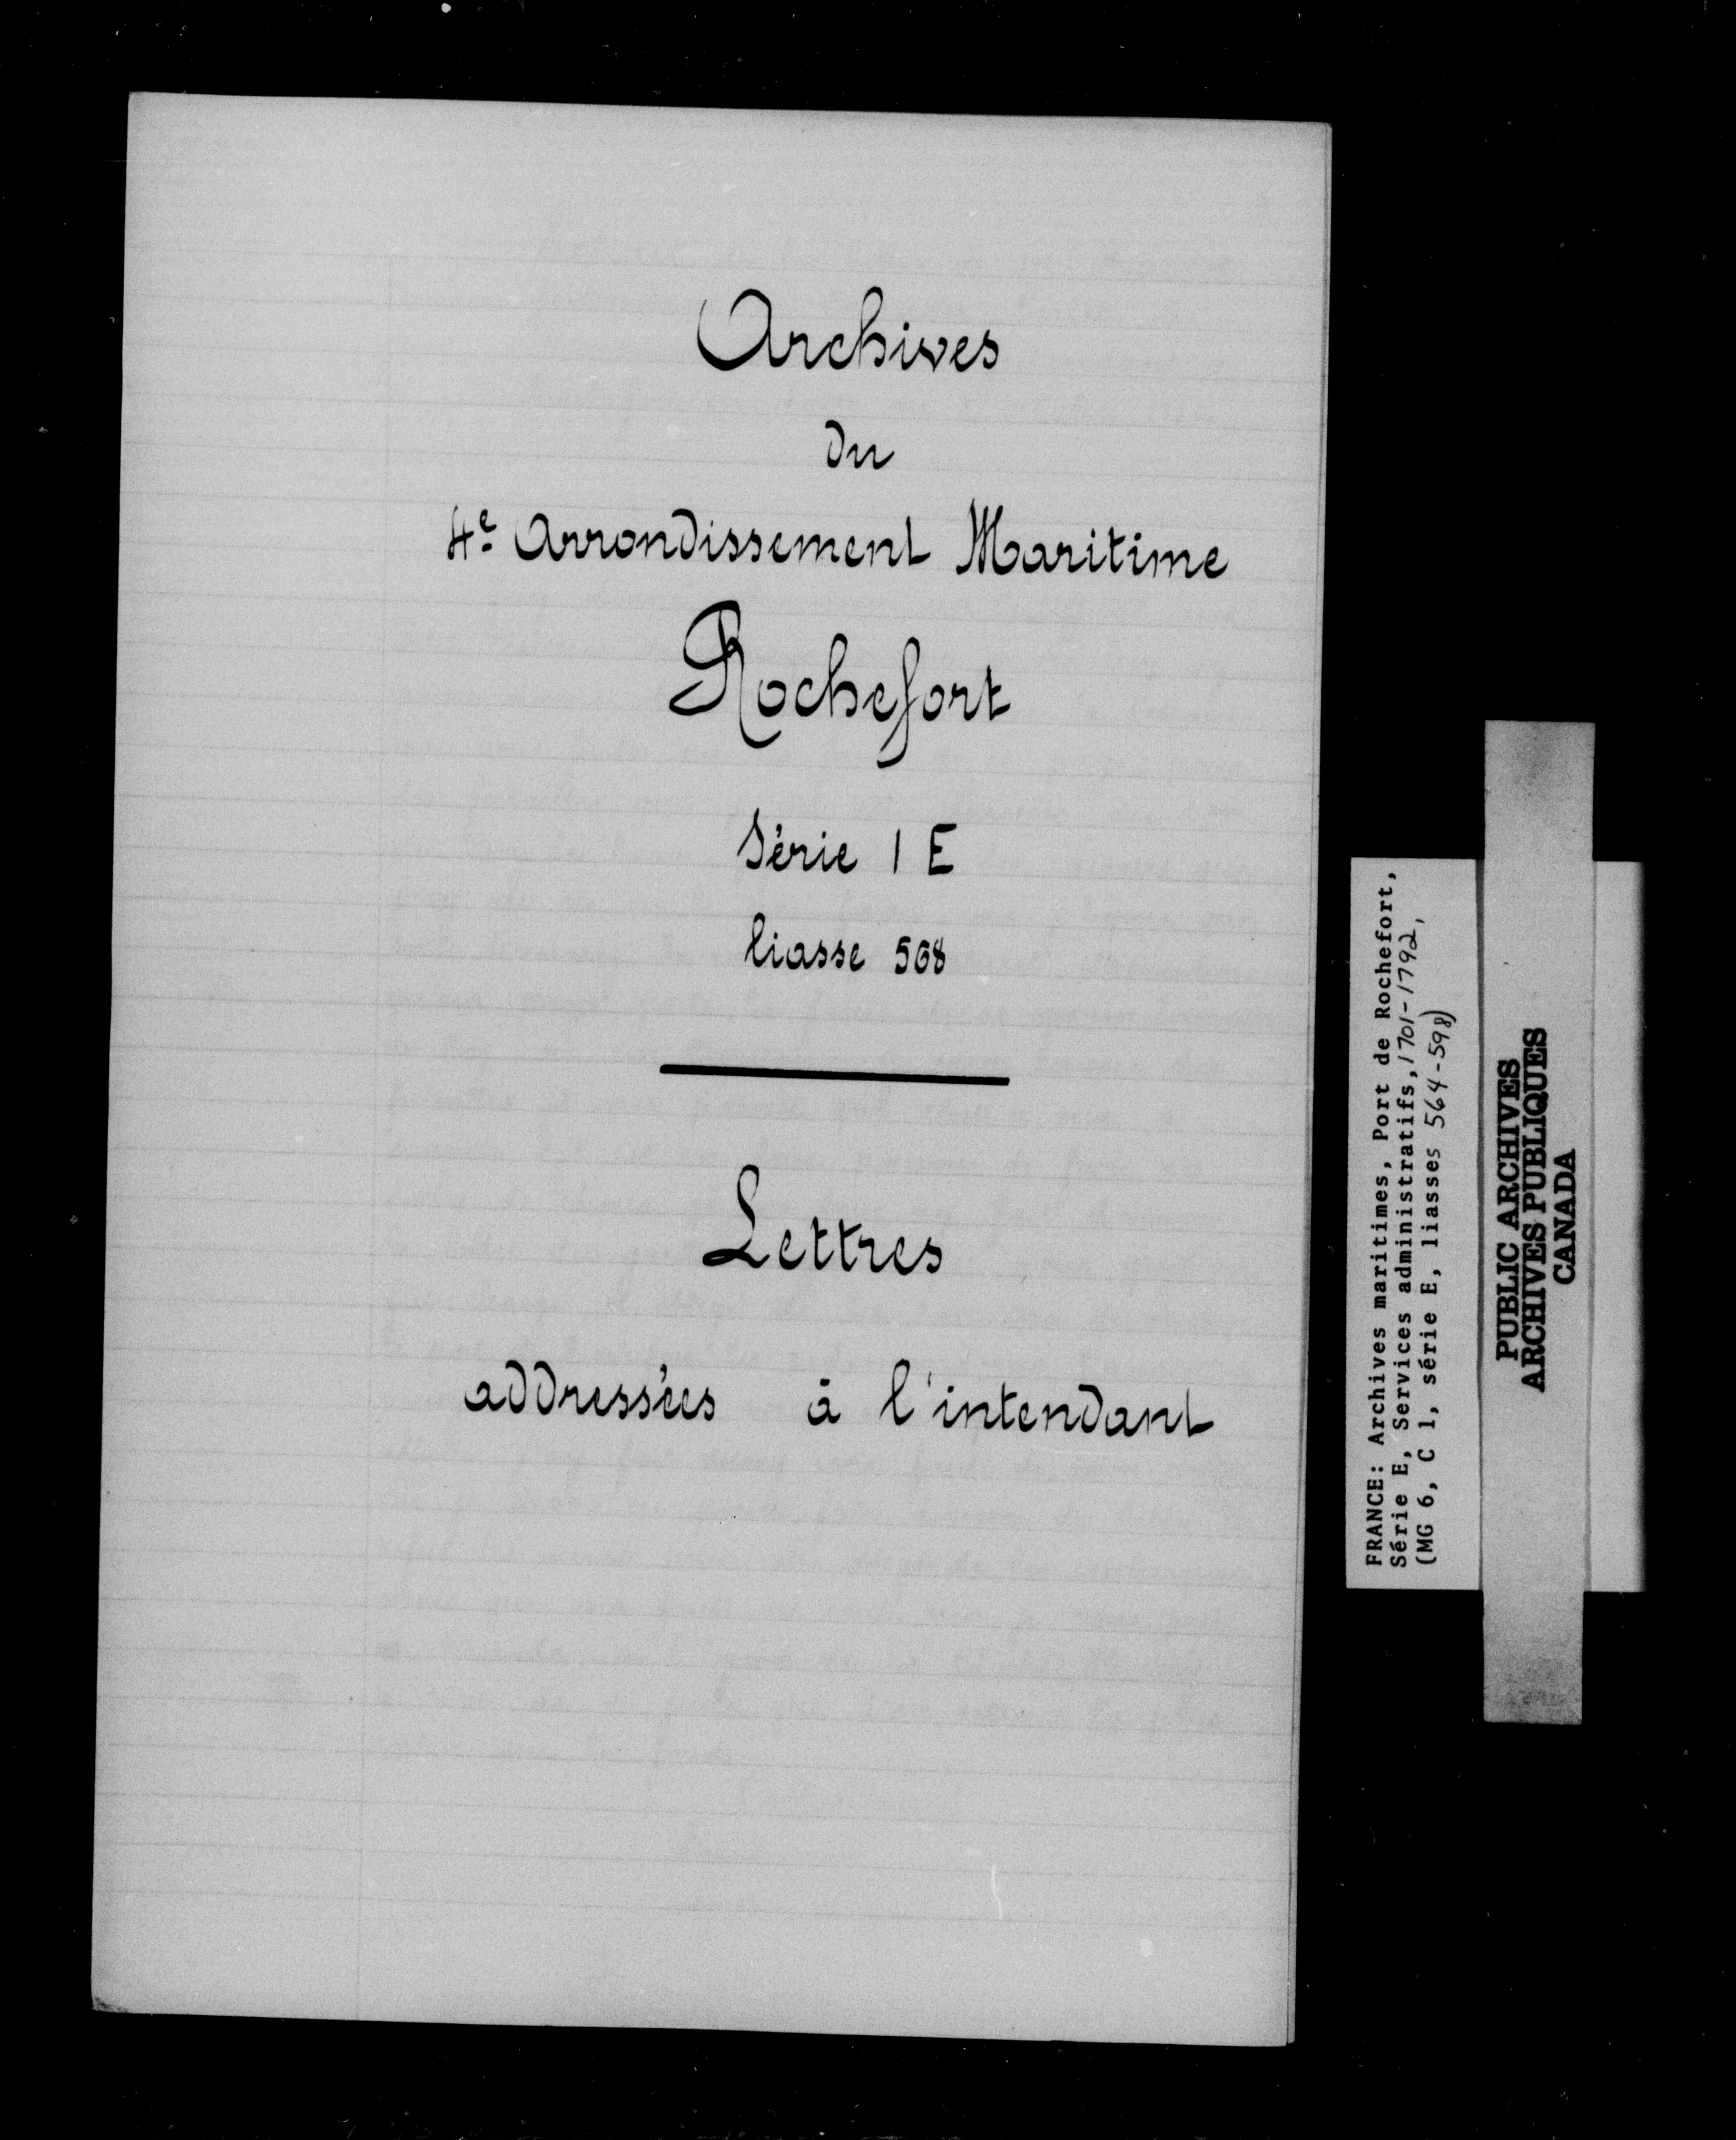 Archives
du
4e Arrondissement Maritime
Rochefort
Série 1 E
liasse 568
Lettres
addressées à l'intendant
FRANCE: Archives maritimes, Port de Rochefort,
Série E, Services administratifs, 1701-1792,
(MG 6, C 1, série E, liasses 564-598)
PUBLIC ARCHIVES
ARCHIVES PUBLIQUES
CANADA